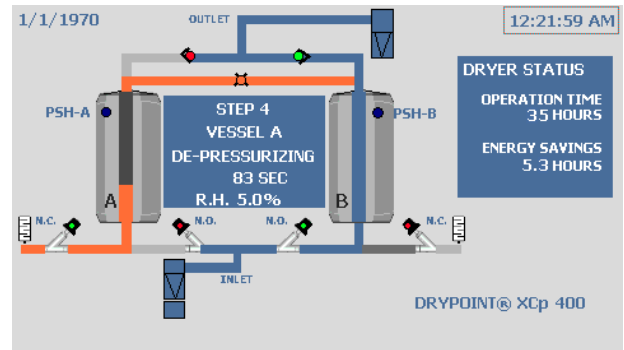 1/1/1970
OUTLET
12:21:59 AM
DRYER STATUS
OPERATION TIME
35 HOURS
ENERGY SAVINGS
5.3 HOURS
PSH-A
STEP 4
VESSEL A
DE-PRESSURIZING
83 SEC
R.H. 5.0%
PSH-B
A
B
N.C.
N.O.
N.O.
N.C.
INLET
DRYPOINT® XCp 400